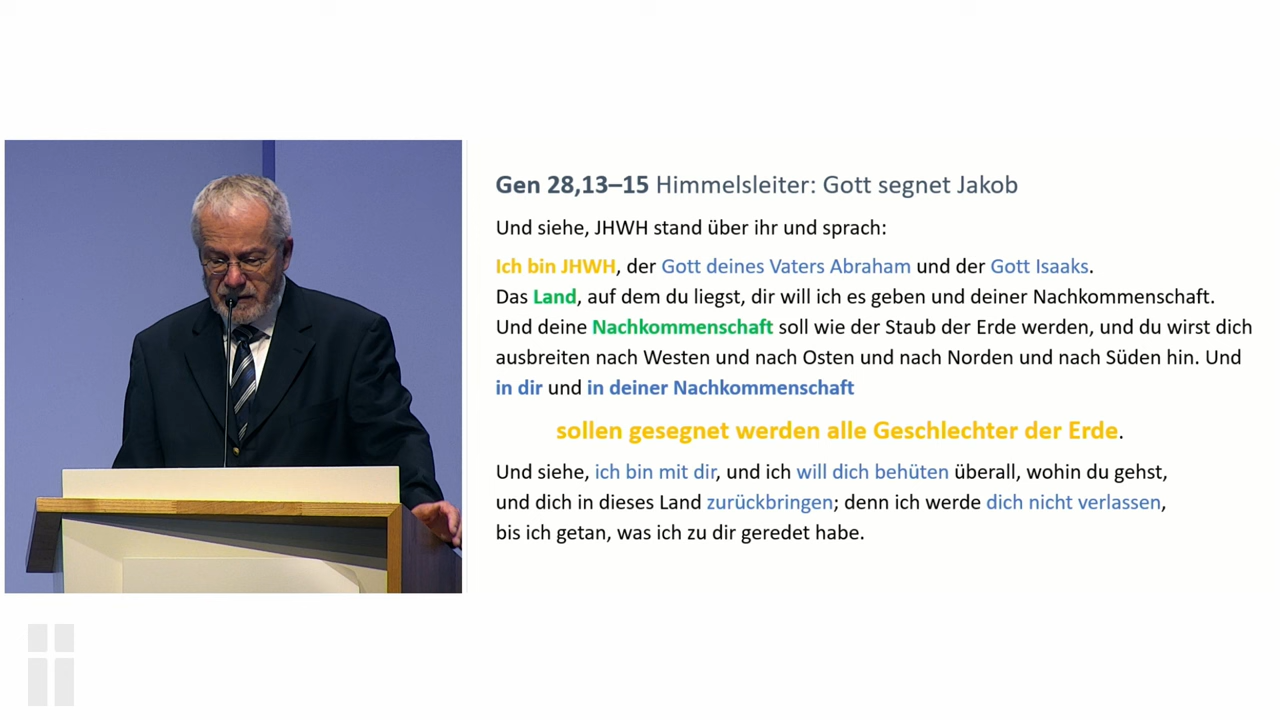 Gen 28,13–15 Himmelsleiter: Gott segnet Jakob
Und siehe, JHWH stand über ihr und sprach:
Ich bin JHWH, der Gott deines Vaters Abraham und der Gott Isaaks.
Das Land, auf dem du liegst, dir will ich es geben und deiner Nachkommenschaft.
Und deine Nachkommenschaft soll wie der Staub der Erde werden, und du wirst dich
ausbreiten nach Westen und nach Osten und nach Norden und nach Süden hin. Und
in dir und in deiner Nachkommenschaft
sollen gesegnet werden alle Geschlechter der Erde.
Und siehe, ich bin mit dir, und ich will dich behüten überall, wohin du gehst,
und dich in dieses Land zurückbringen; denn ich werde dich nicht verlassen,
bis ich getan, was ich zu dir geredet habe.